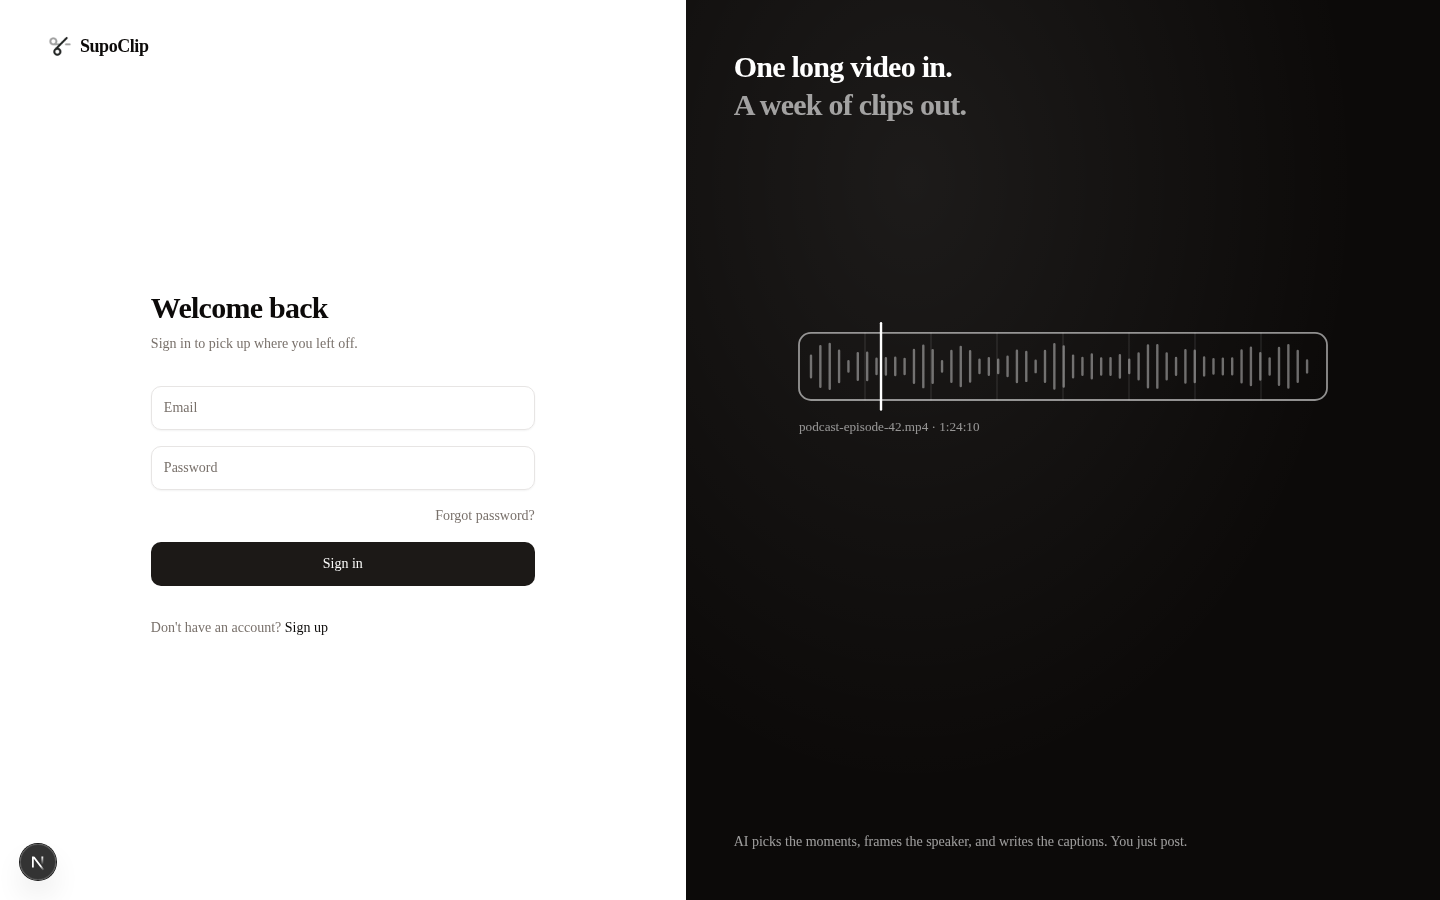 SupoClip
Welcome back
Sign in to pick up where you left off.
Email
Password
Forgot password?
Sign in
Don't have an account? Sign up
One long video in.
A week of clips out.
podcast-episode-42.mp4 · 1:24:10
AI picks the moments, frames the speaker, and writes the captions. You just post.